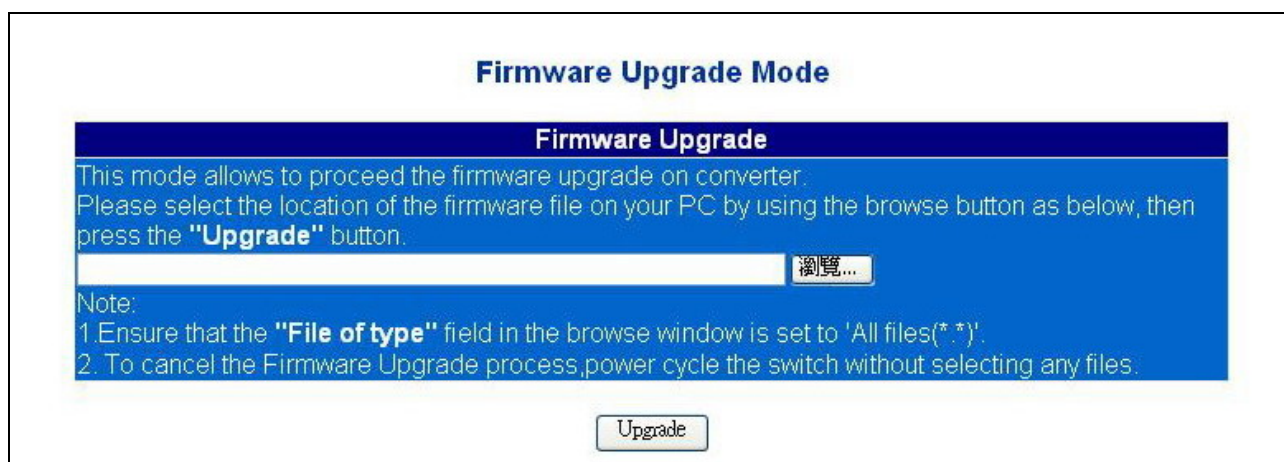 Firmware Upgrade Mode
Firmware Upgrade
This mode allows to proceed the firmware upgrade on converter.
Please select the location of the firmware file on your PC by using the browse button as below, then
press the "Upgrade" button.
瀏覽...
Note:
1.Ensure that the "File of type" field in the browse window is set to 'All files(*.*)'.
2. To cancel the Firmware Upgrade process,power cycle the switch without selecting any files.
Upgrade